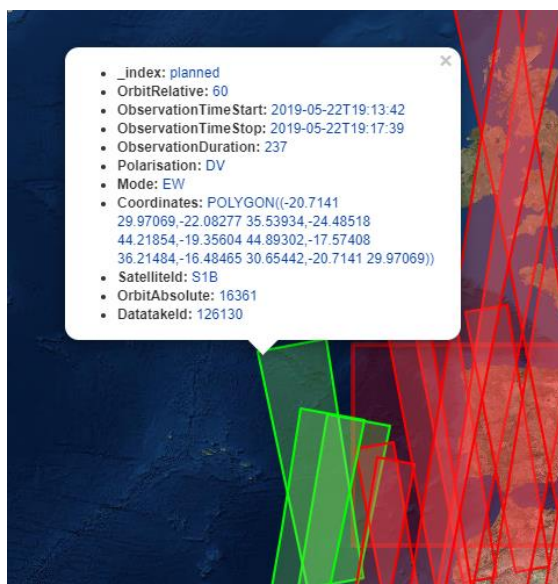 ×
_index: planned
OrbitRelative: 60
ObservationTimeStart: 2019-05-22T19:13:42
ObservationTimeStop: 2019-05-22T19:17:39
ObservationDuration: 237
Polarisation: DV
Mode: EW
Coordinates: POLYGON((-20.7141
29.97069,-22.08277 35.53934,-24.48518
44.21854,-19.35604 44.89302,-17.57408
36.21484,-16.48465 30.65442,-20.7141 29.97069))
SatelliteId: S1B
OrbitAbsolute: 16361
DatatakeId: 126130